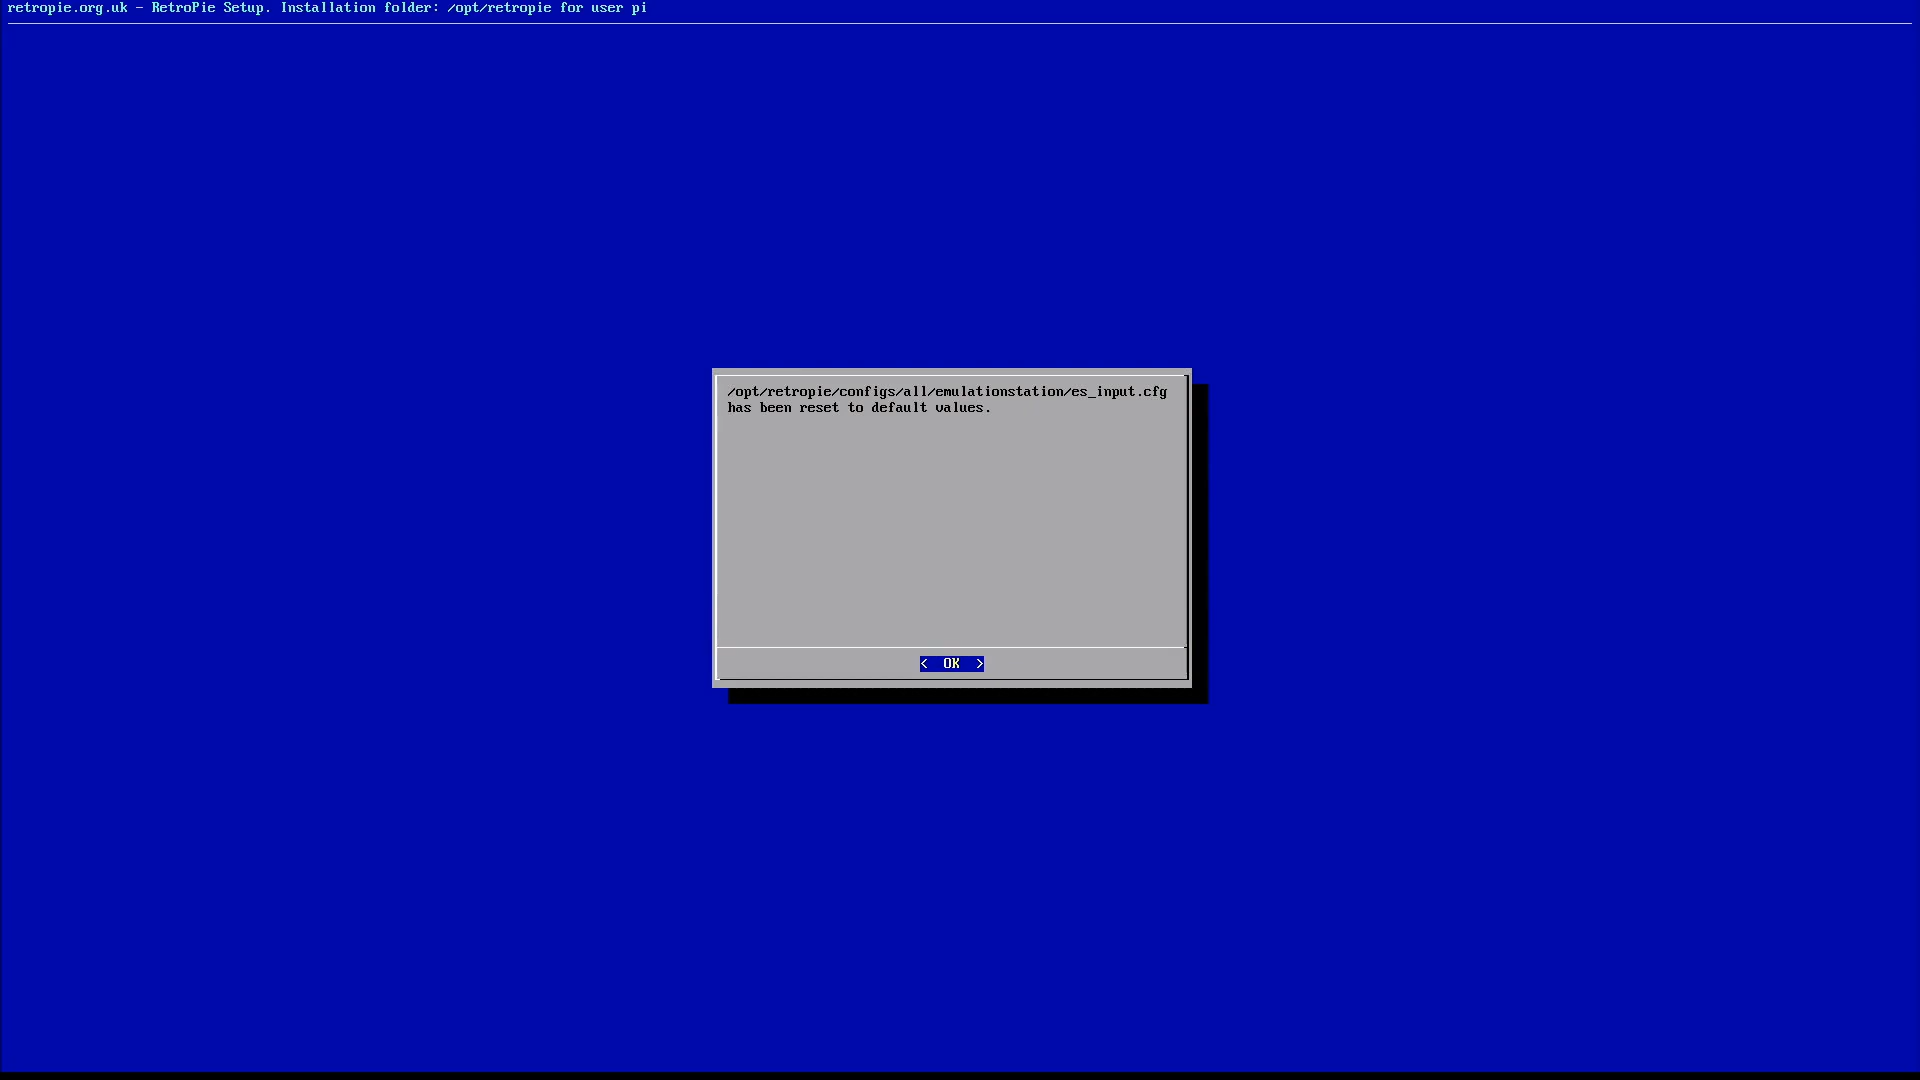 retropie.org.uk - RetroPie Setup. Installation folder: /opt/retropie for user pi
/opt/retropie/configs/all/emulationstation/es_input.cfg
has been reset to default values.
< OK >